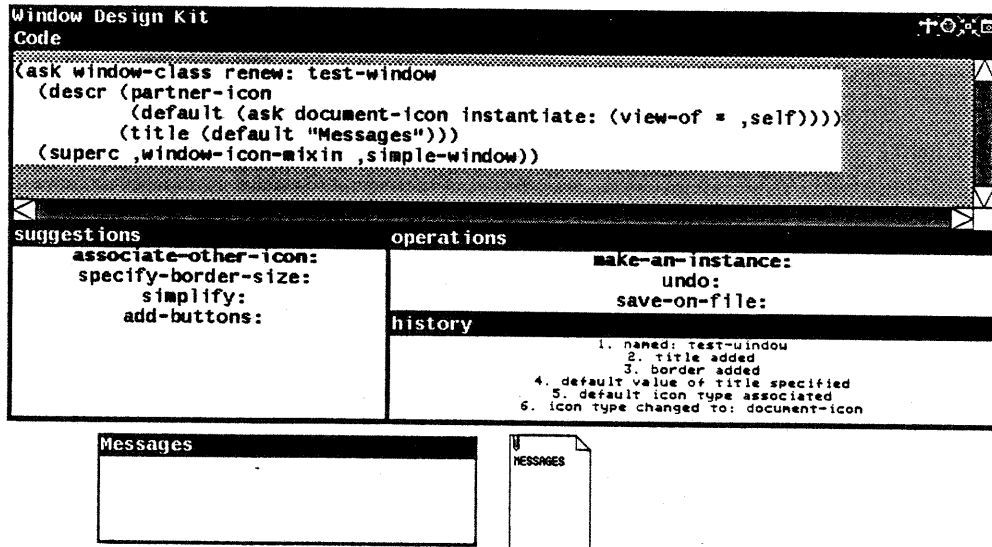 Window Design Kit
Code
(ask window-class renew: test-window
(descr (partner-icon
(default (ask document-icon instantiate: (view-of = ,self))))
(title (default "Messages")))
(superc ,window-icon-mixin ,simple-window))
suggestions
associate-other-icon:
specify-border-size:
simplify:
add-buttons:
operations
make-an-instance:
undo:
save-on-file:
history
1. named: test-window
2. title added
3. border added
4. default value of title specified
5. default icon type associated
6. icon type changed to: document-icon
Messages
MESSAGES